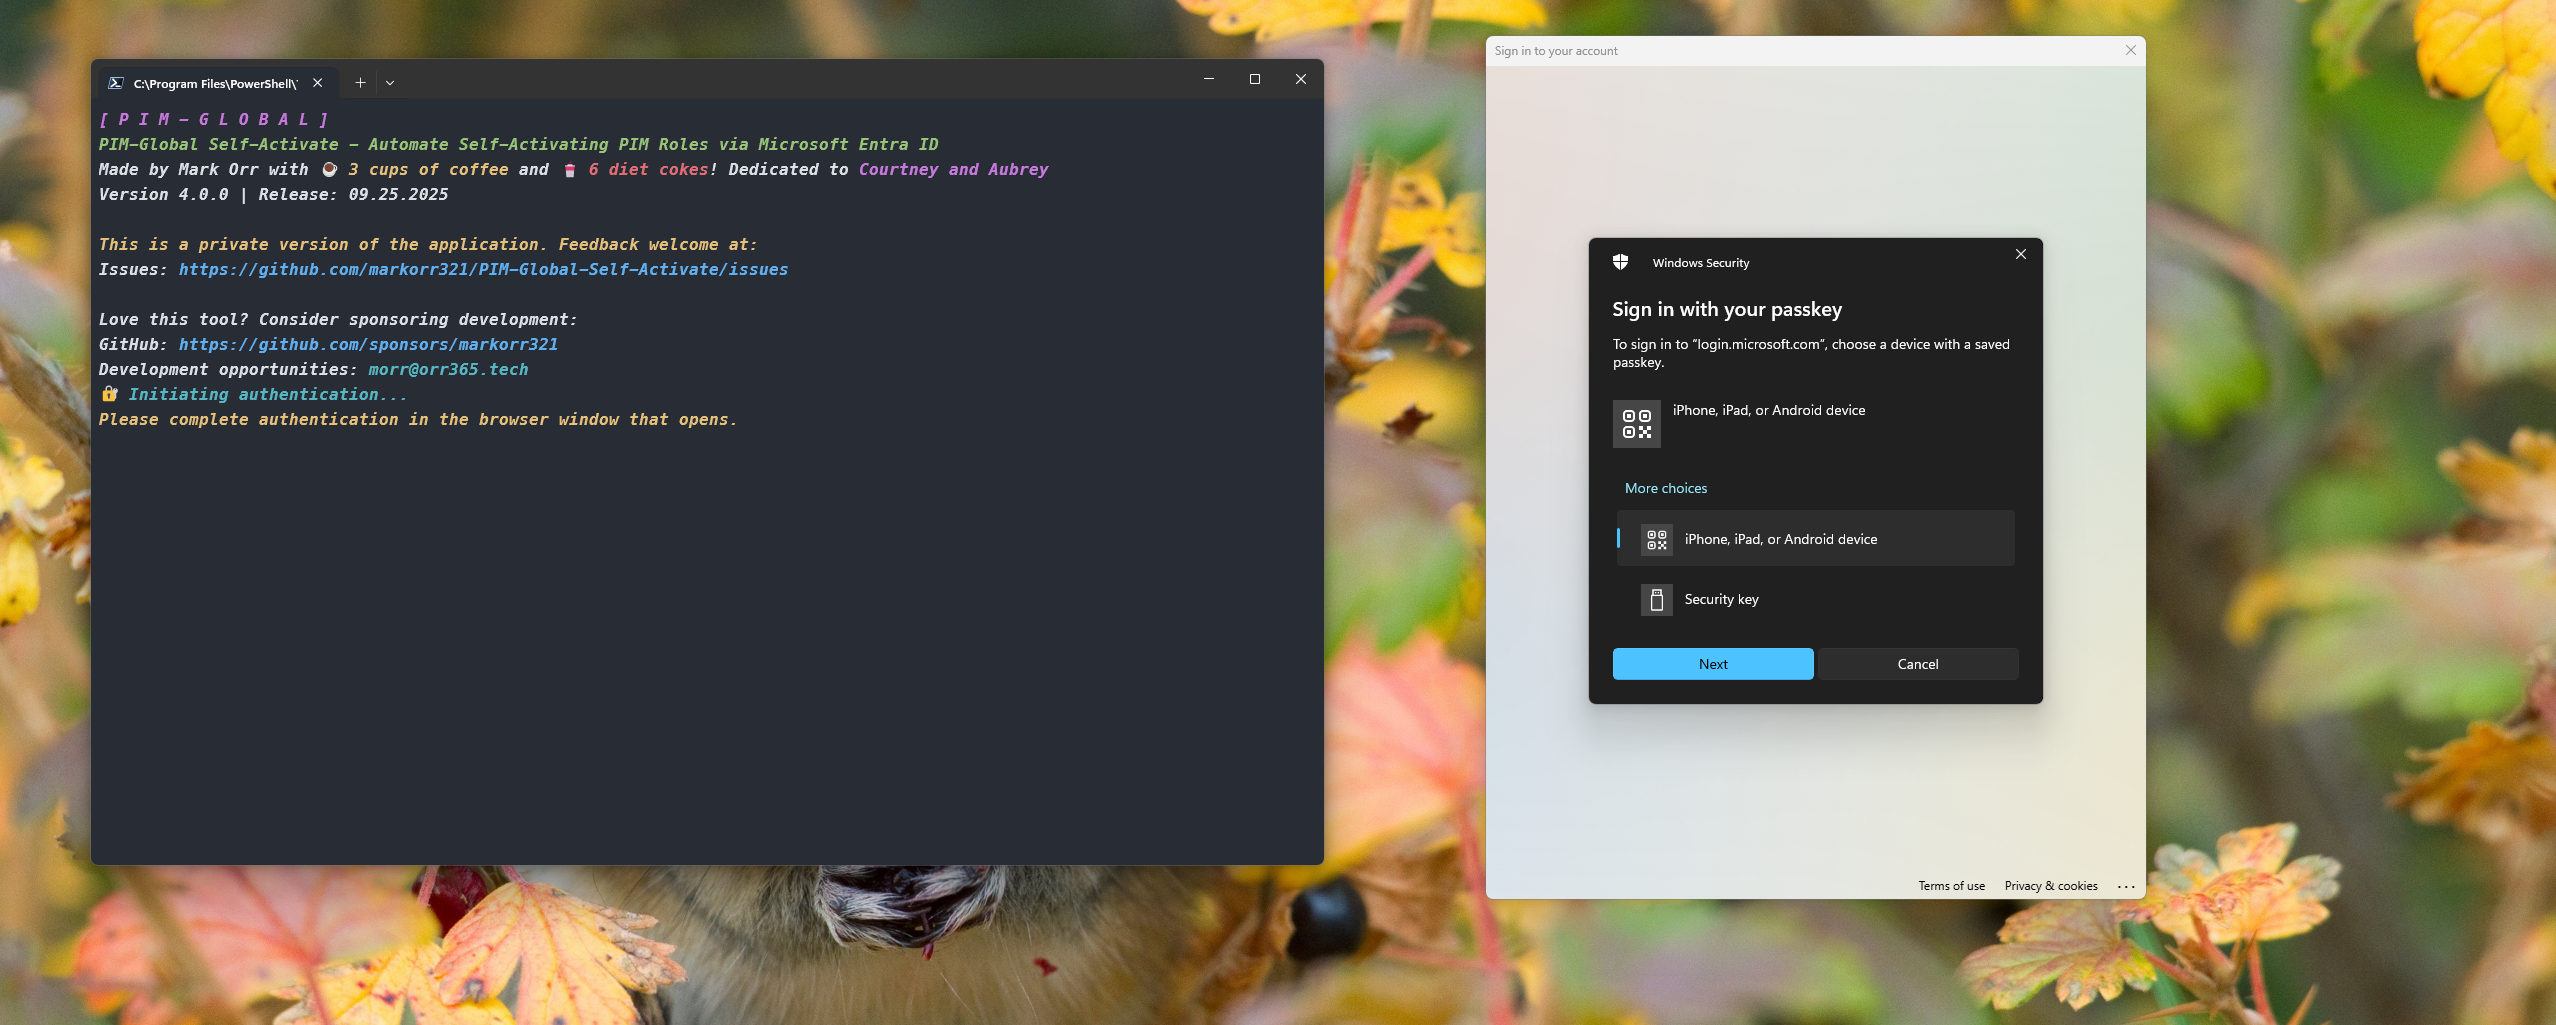 C:\Program Files\PowerShell\
[ P I M - G L O B A L ]
PIM-Global Self-Activate - Automate Self-Activating PIM Roles via Microsoft Entra ID
Made by Mark Orr with ☕ 3 cups of coffee and 🥤 6 diet cokes! Dedicated to Courtney and Aubrey
Version 4.0.0 | Release: 09.25.2025
This is a private version of the application. Feedback welcome at:
Issues: https://github.com/markorr321/PIM-Global-Self-Activate/issues
Love this tool? Consider sponsoring development:
GitHub: https://github.com/sponsors/markorr321
Development opportunities: morr@orr365.tech
🔐 Initiating authentication...
Please complete authentication in the browser window that opens.
Sign in to your account
Windows Security
Sign in with your passkey
To sign in to “login.microsoft.com”, choose a device with a saved
passkey.
iPhone, iPad, or Android device
More choices
iPhone, iPad, or Android device
Security key
Next
Cancel
Terms of use
Privacy & cookies
...